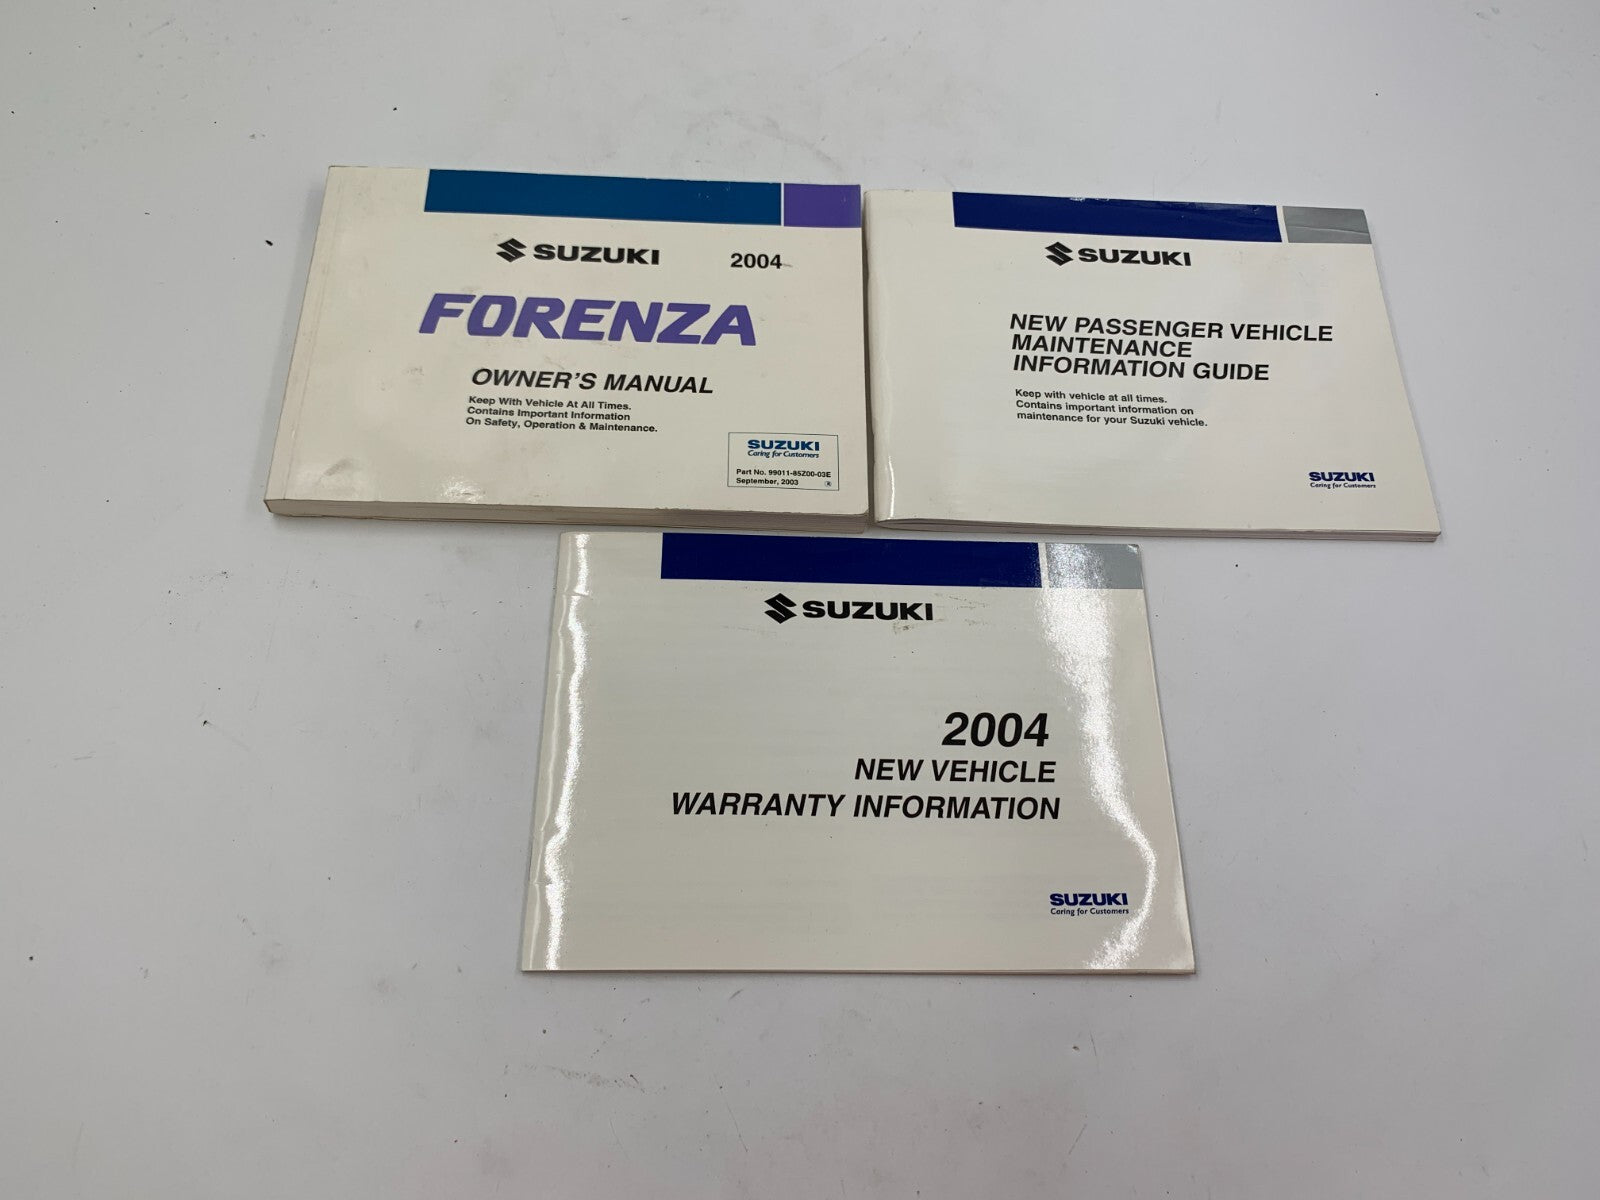 SUZUKI 2004
FORENZA
OWNER'S MANUAL
Keep With Vehicle At All Times.
Contains Important Information
On Safety, Operation & Maintenance.
SUZUKI
Caring for Customers
Part No. 99011-85Z00-03E
September, 2003
SUZUKI
NEW PASSENGER VEHICLE
MAINTENANCE
INFORMATION GUIDE
Keep with vehicle at all times.
Contains important information on
maintenance for your Suzuki vehicle.
SUZUKI
Caring for Customers
SUZUKI
2004
NEW VEHICLE
WARRANTY INFORMATION
SUZUKI
Caring for Customers